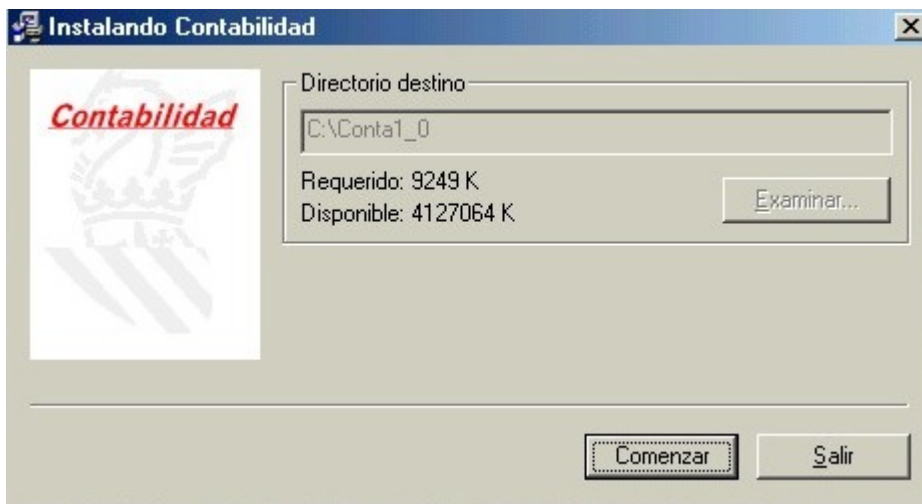 Instalando Contabilidad
Contabilidad
Directorio destino
C:\Conta1_0
Requerido: 9249 K
Disponible: 4127064 K
Examinar...
Comenzar
Salir